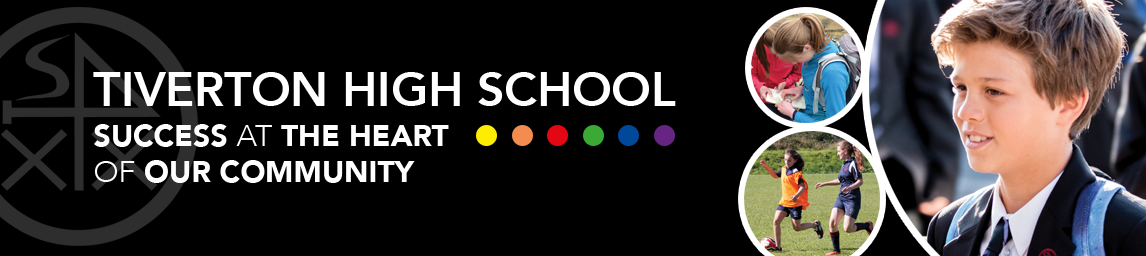 TIVERTON HIGH SCHOOL
SUCCESS AT THE HEART
OF OUR COMMUNITY